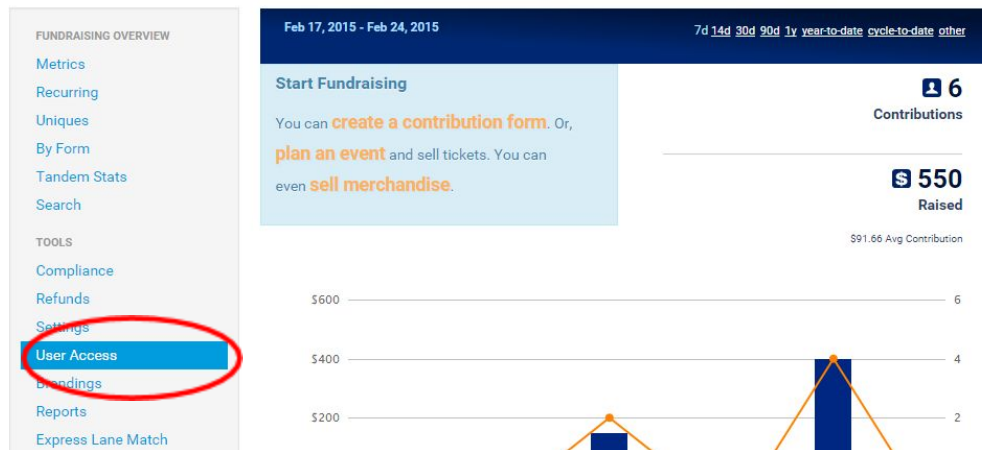 FUNDRAISING OVERVIEW
Metrics
Recurring
Uniques
By Form
Tandem Stats
Search
TOOLS
Compliance
Refunds
Settings
User Access
Brandings
Reports
Express Lane Match
Feb 17, 2015 - Feb 24, 2015
7d 14d 30d 90d 1y year-to-date cycle-to-date other
Start Fundraising
You can create a contribution form. Or,
plan an event and sell tickets. You can
even sell merchandise.
6
Contributions
$ 550
Raised
$91.66 Avg Contribution
$600 6
$400 4
$200 2